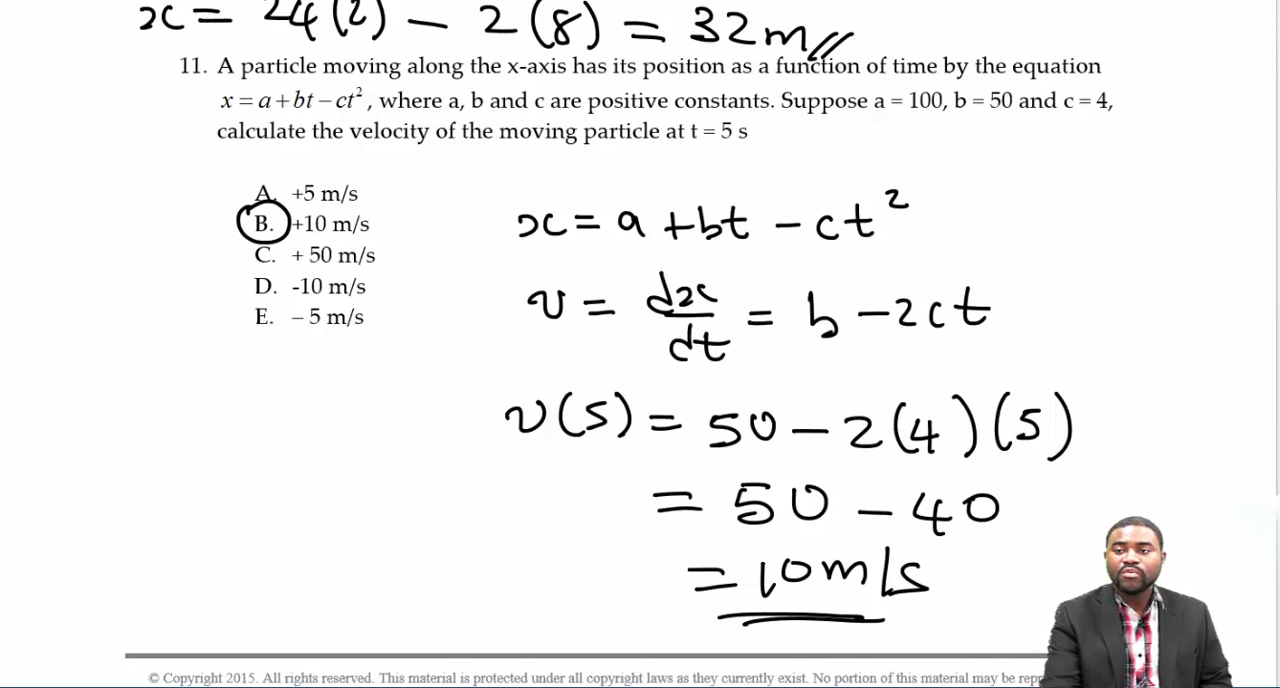 x = 24(2) - 2(8) = 32m//
11. A particle moving along the x-axis has its position as a function of time by the equation
x = a + bt − ct², where a, b and c are positive constants. Suppose a = 100, b = 50 and c = 4,
calculate the velocity of the moving particle at t = 5 s
A. +5 m/s
B. +10 m/s
C. + 50 m/s
D. -10 m/s
E. – 5 m/s
x = a + bt - ct²
v = dx/dt = b - 2ct
v(5) = 50 - 2(4)(5)
= 50 - 40
= 10m/s
© Copyright 2015. All rights reserved. This material is protected under all copyright laws as they currently exist. No portion of this material may be